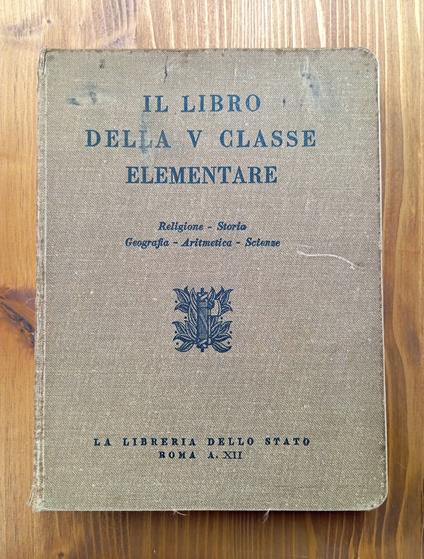 IL LIBRO
DELLA V CLASSE
ELEMENTARE
Religione - Storia
Geografia - Aritmetica - Scienze
LA LIBRERIA DELLO STATO
ROMA A. XII